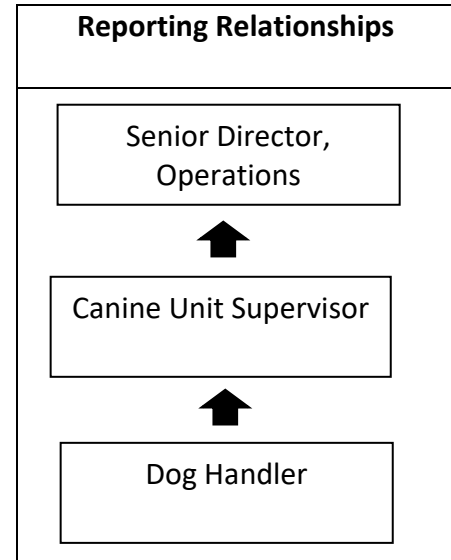 Reporting Relationships
Senior Director,
Operations
Canine Unit Supervisor
Dog Handler